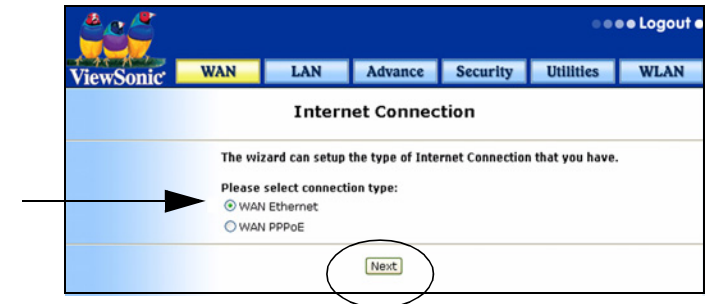 Logout
ViewSonic
WAN LAN Advance Security Utilities WLAN
Internet Connection
The wizard can setup the type of Internet Connection that you have.
Please select connection type:
WAN Ethernet
WAN PPPoE
Next